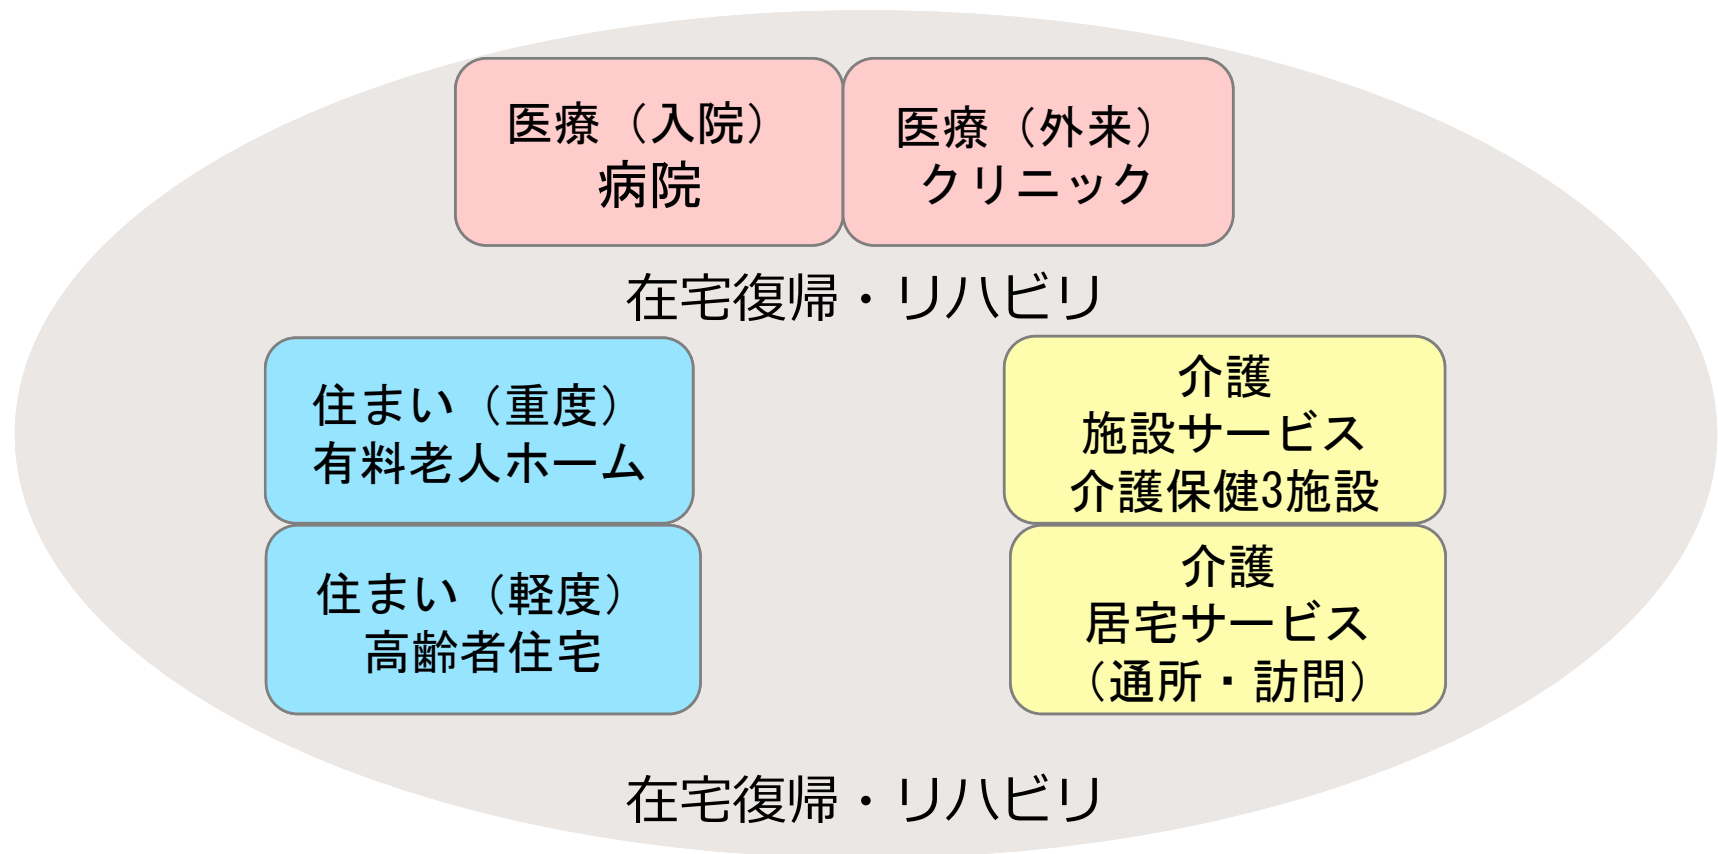 医療（入院）
病院
医療（外来）
クリニック
在宅復帰・リハビリ
住まい（重度）
有料老人ホーム
住まい（軽度）
高齢者住宅
介護
施設サービス
介護保健3施設
介護
居宅サービス
（通所・訪問）
在宅復帰・リハビリ